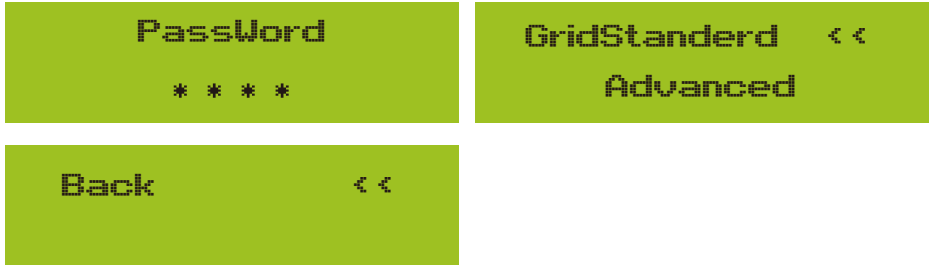 PassWord
* * * *
GridStanderd <<
Advanced
Back <<